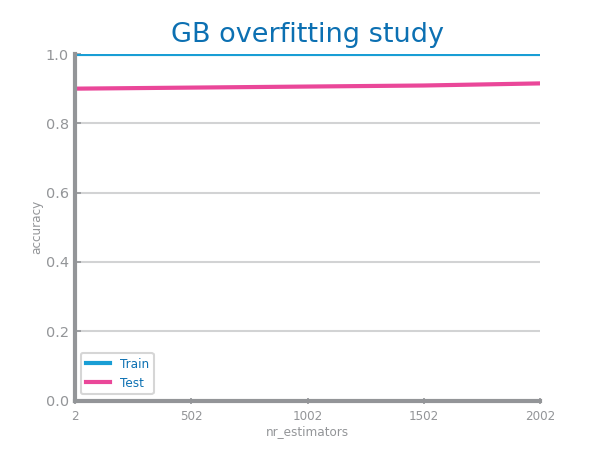 GB overfitting study
1.0
0.8
0.6
0.4
0.2
0.0
accuracy
Train
Test
2 502 1002 1502 2002
nr_estimators